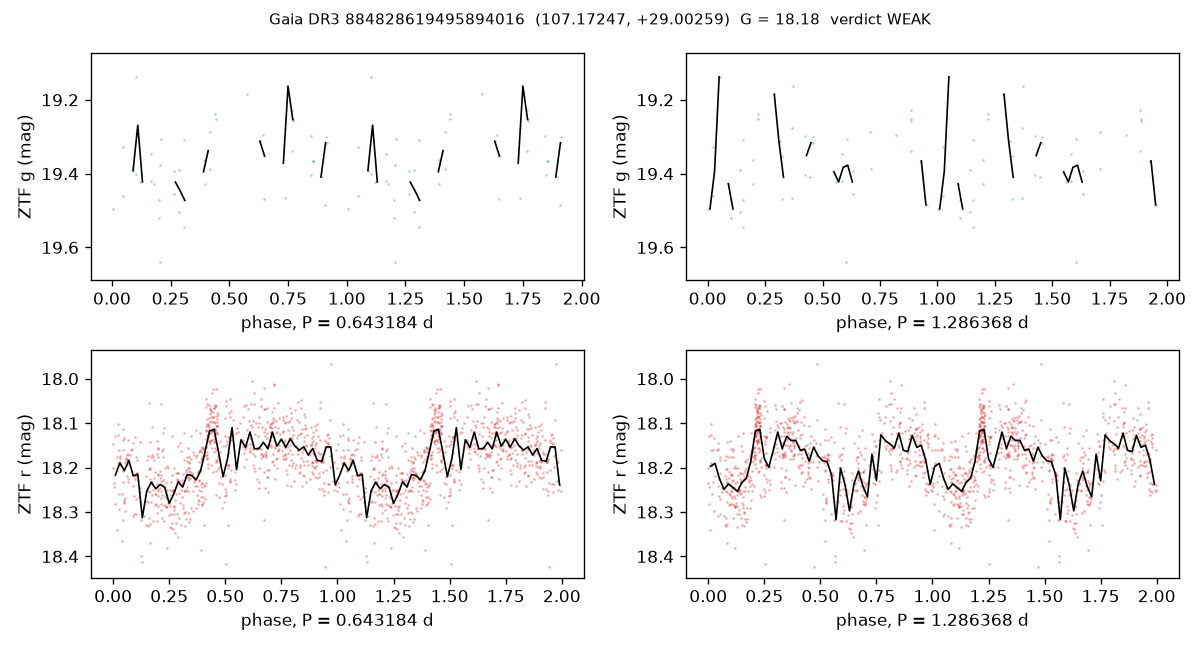 Gaia DR3 884828619495894016 (107.17247, +29.00259) G = 18.18 verdict WEAK
ZTF g (mag)
19.2
19.4
19.6
0.00 0.25 0.50 0.75 1.00 1.25 1.50 1.75 2.00
phase, P = 0.643184 d
ZTF g (mag)
19.2
19.4
19.6
0.00 0.25 0.50 0.75 1.00 1.25 1.50 1.75 2.00
phase, P = 1.286368 d
ZTF r (mag)
18.0
18.1
18.2
18.3
18.4
0.00 0.25 0.50 0.75 1.00 1.25 1.50 1.75 2.00
phase, P = 0.643184 d
ZTF r (mag)
18.0
18.1
18.2
18.3
18.4
0.00 0.25 0.50 0.75 1.00 1.25 1.50 1.75 2.00
phase, P = 1.286368 d